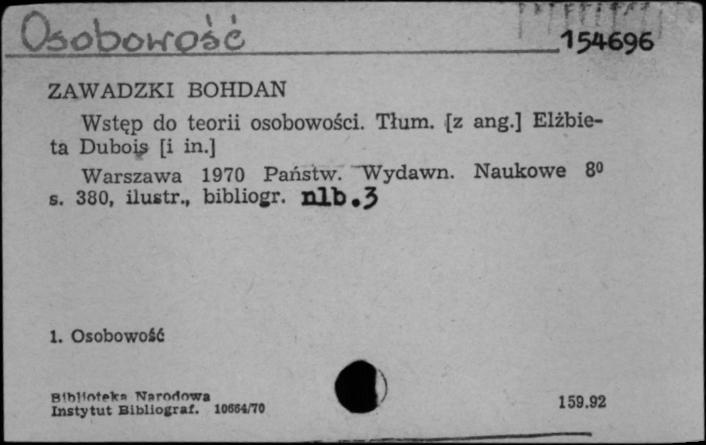 Osobowość
154696
ZAWADZKI BOHDAN
Wstęp do teorii osobowości. Tłum. [z ang.] Elżbie-
ta Dubois [i in.]
Warszawa 1970 Państw. Wydawn. Naukowe 8⁰
s. 380, ilustr., bibliogr. nlb.3
1. Osobowość
Biblioteka Narodowa
Instytut Bibliograf. 10664/70
159.92